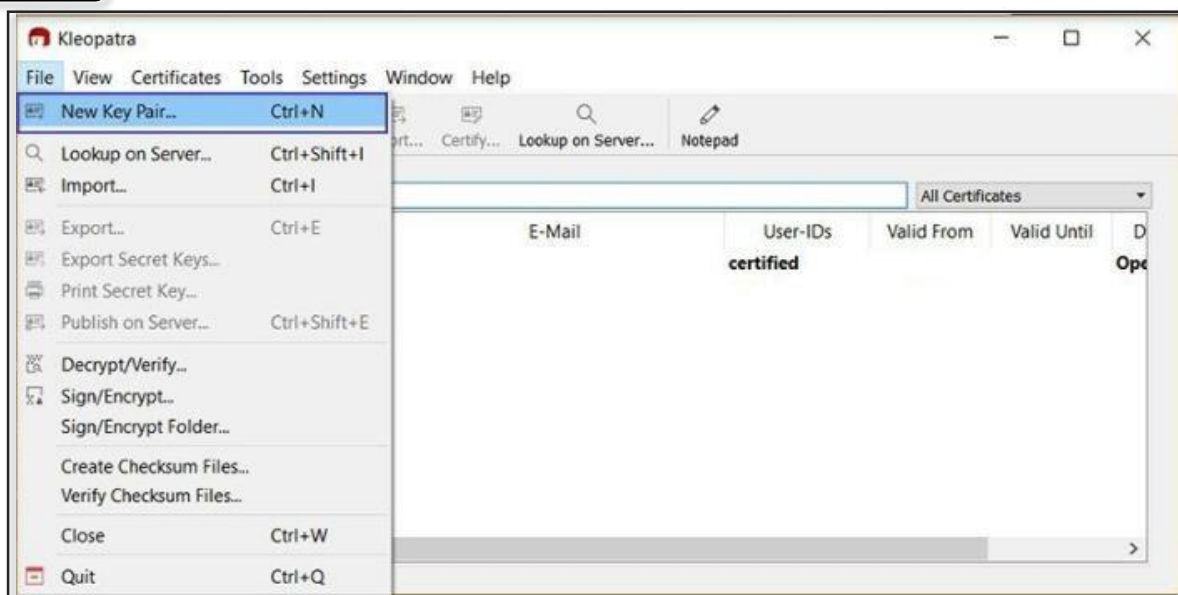 Kleopatra
File View Certificates Tools Settings Window Help
New Key Pair... Ctrl+N
Certify... Lookup on Server... Notepad
Lookup on Server... Ctrl+Shift+I
Import... Ctrl+I
All Certificates
Export... Ctrl+E
E-Mail User-IDs Valid From Valid Until D
Export Secret Keys...
certified Ope
Print Secret Key...
Publish on Server... Ctrl+Shift+E
Decrypt/Verify...
Sign/Encrypt...
Sign/Encrypt Folder...
Create Checksum Files...
Verify Checksum Files...
Close Ctrl+W
Quit Ctrl+Q